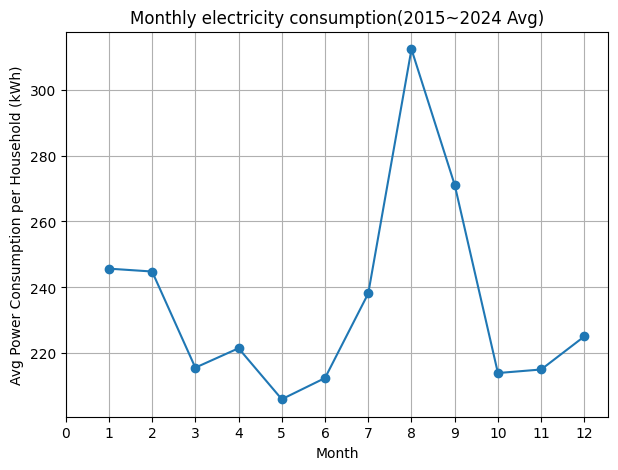 Monthly electricity consumption(2015~2024 Avg)
Avg Power Consumption per Household (kWh)
300
280
260
240
220
0 1 2 3 4 5 6 7 8 9 10 11 12
Month